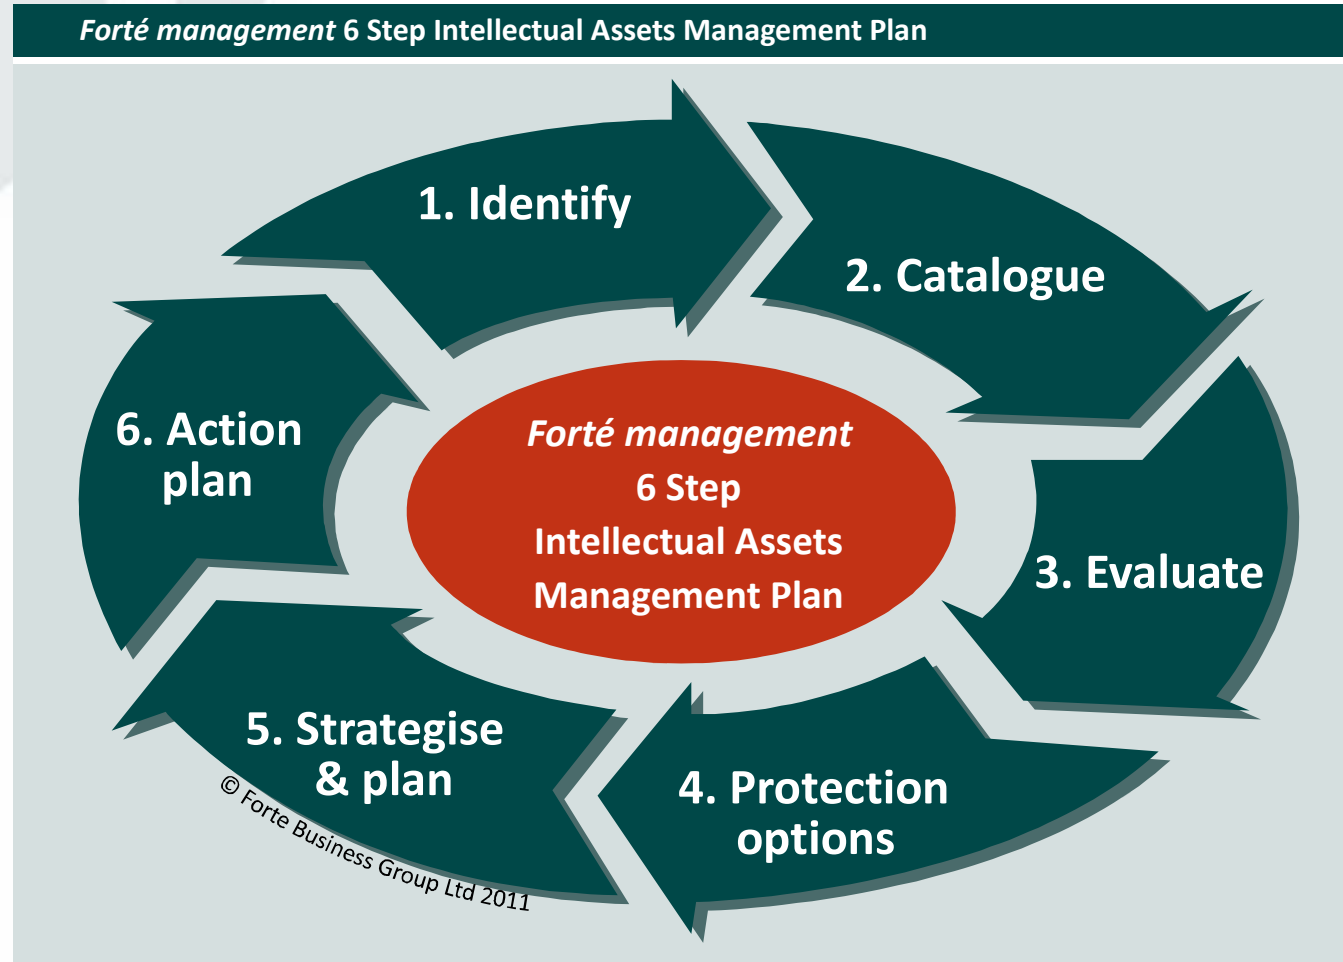 Forté management 6 Step Intellectual Assets Management Plan
1. Identify
2. Catalogue
3. Evaluate
4. Protection
options
5. Strategise
& plan
6. Action
plan
Forté management
6 Step
Intellectual Assets
Management Plan
© Forte Business Group Ltd 2011